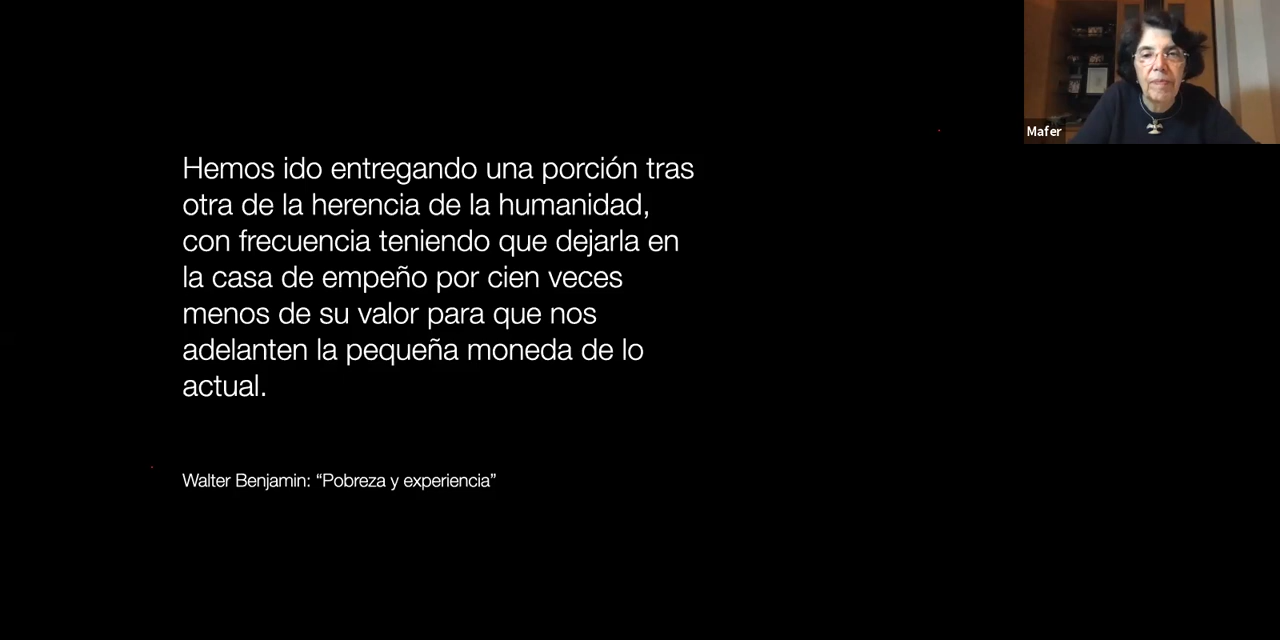 Hemos ido entregando una porción tras
otra de la herencia de la humanidad,
con frecuencia teniendo que dejarla en
la casa de empeño por cien veces
menos de su valor para que nos
adelanten la pequeña moneda de lo
actual.
Walter Benjamin: “Pobreza y experiencia”
Mafer